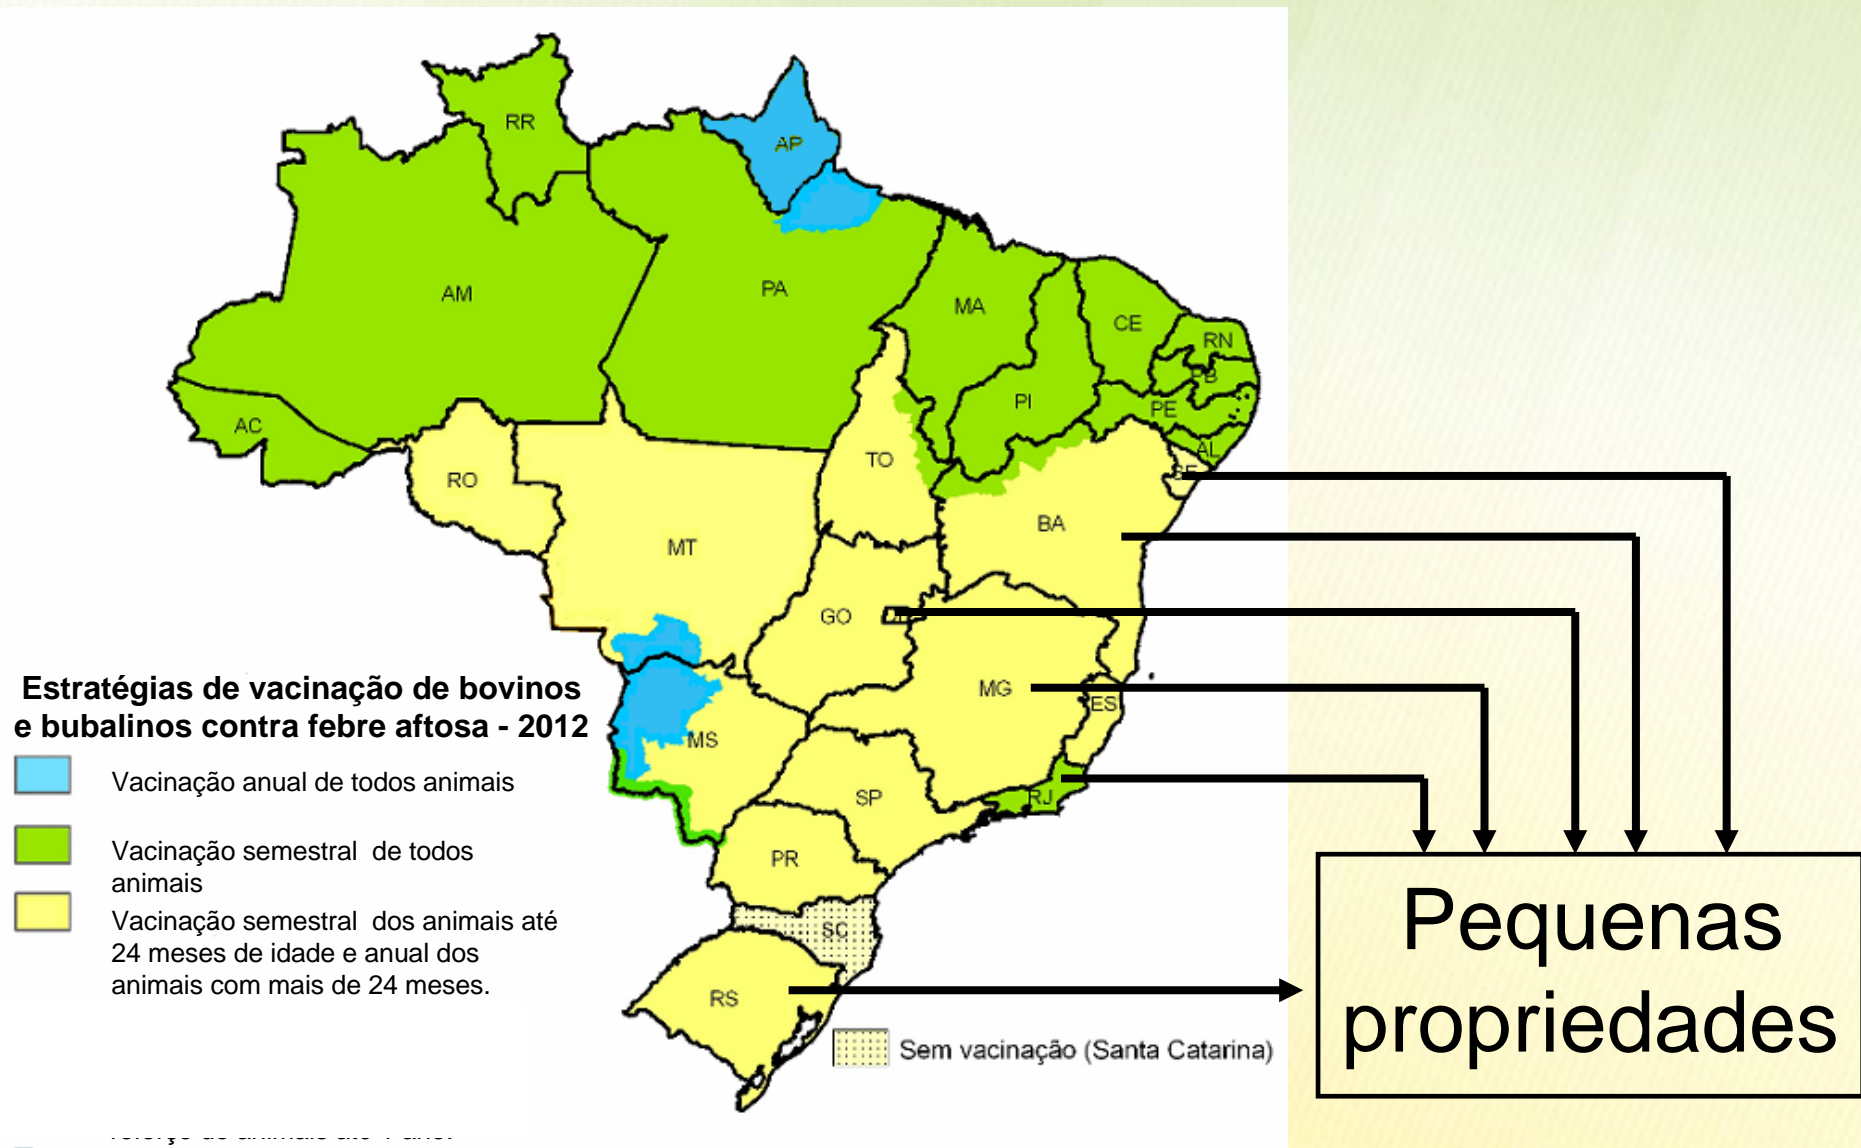 RR
AP
AM
PA
MA
CE
RN
PB
PI
PE
AC
AL
TO
SE
RO
BA
MT
GO
MG
ES
MS
SP
RJ
PR
SC
RS
Estratégias de vacinação de bovinos
e bubalinos contra febre aftosa - 2012
Vacinação anual de todos animais
Vacinação semestral de todos
animais
Vacinação semestral dos animais até
24 meses de idade e anual dos
animais com mais de 24 meses.
Sem vacinação (Santa Catarina)
Pequenas
propriedades